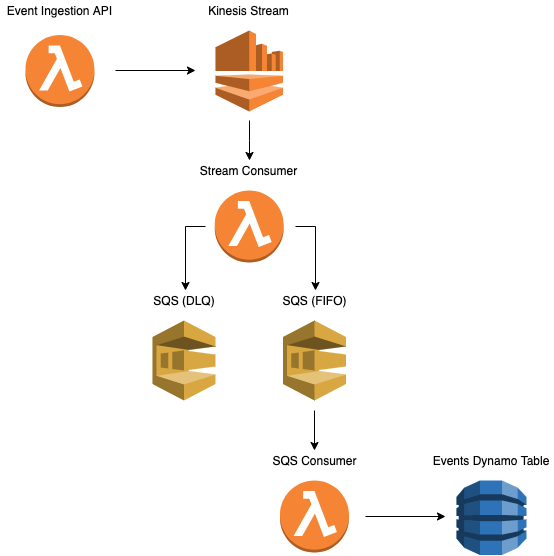 Event Ingestion API
Kinesis Stream
Stream Consumer
SQS (DLQ)
SQS (FIFO)
SQS Consumer
Events Dynamo Table